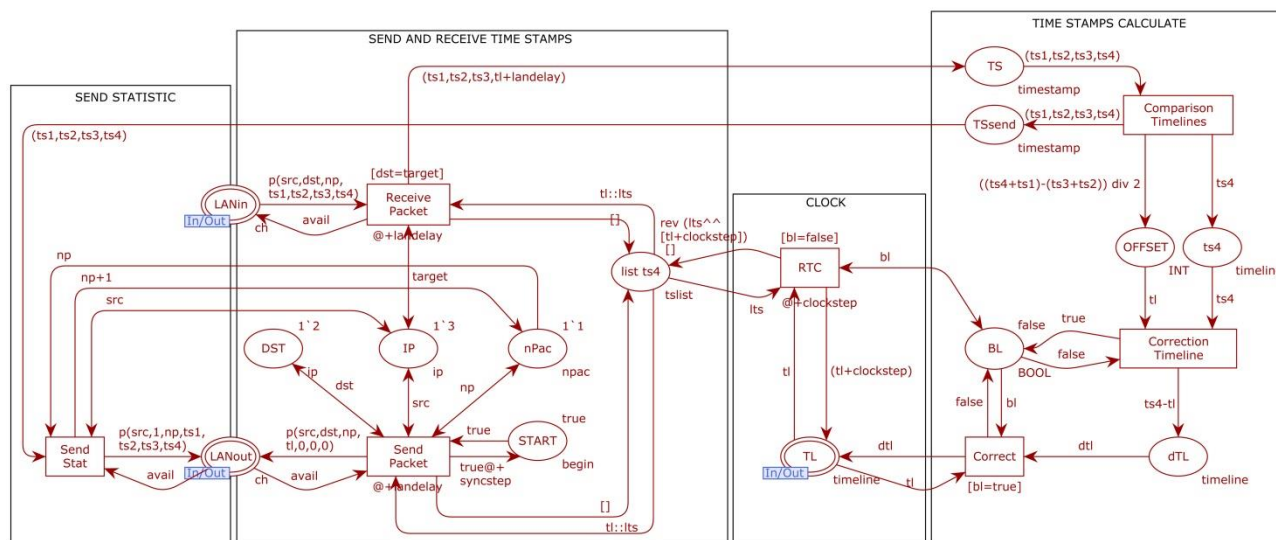 TIME STAMPS CALCULATE
SEND AND RECEIVE TIME STAMPS
SEND STATISTIC
CLOCK
(ts1,ts2,ts3,tl+landelay)
TS
(ts1,ts2,ts3,ts4)
timestamp
Comparison
Timelines
(ts1,ts2,ts3,ts4)
TSsend
(ts1,ts2,ts3,ts4)
timestamp
[dst=target]
p(src,dst,np,
ts1,ts2,ts3,ts4)
LANin
In/Out
ch
avail
Receive
Packet
@+landelay
tl::lts
[]
((ts4+ts1)-(ts3+ts2)) div 2
ts4
rev (lts^^
[tl+clockstep])
[]
[bl=false]
RTC
@+clockstep
bl
OFFSET
INT
ts4
timeline
np
np+1
src
target
list ts4
tslist
lts
tl
ts4
1`2
DST
ip
1`3
IP
ip
1`1
nPac
npac
false
BL
BOOL
true
false
Correction
Timeline
dst
src
np
tl
(tl+clockstep)
false
bl
ts4-tl
Send
Stat
p(src,1,np,ts1,
ts2,ts3,ts4)
avail
LANout
In/Out
ch
p(src,dst,np,
tl,0,0,0)
avail
Send
Packet
@+landelay
true
true@+
syncstep
true
START
begin
[]
tl::lts
TL
In/Out
timeline
dtl
tl
Correct
[bl=true]
dtl
dTL
timeline